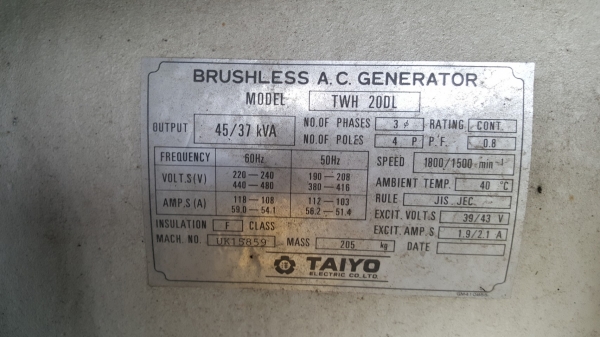 BRUSHLESS A.C. GENERATOR
MODEL TWH 20DL
OUTPUT 45/37 kVA
NO.OF PHASES 3 φ RATING CONT.
NO.OF POLES 4 P P.F. 0.8
FREQUENCY 60Hz 50Hz
VOLT.S (V) 220 — 240 190 — 208
440 — 480 380 — 416
AMP.S (A) 118 — 108 112 — 103
59.0 — 54.1 56.2 — 51.4
SPEED 1800/1500 min⁻¹
AMBIENT TEMP. 40 °C
RULE JIS JEC.
EXCIT. VOLT.S 39/43 V
EXCIT. AMP.S 1.9/2.1 A
INSULATION F CLASS
MACH. NO. UK15859 MASS 205 kg DATE
TAIYO
ELECTRIC CO.,LTD.